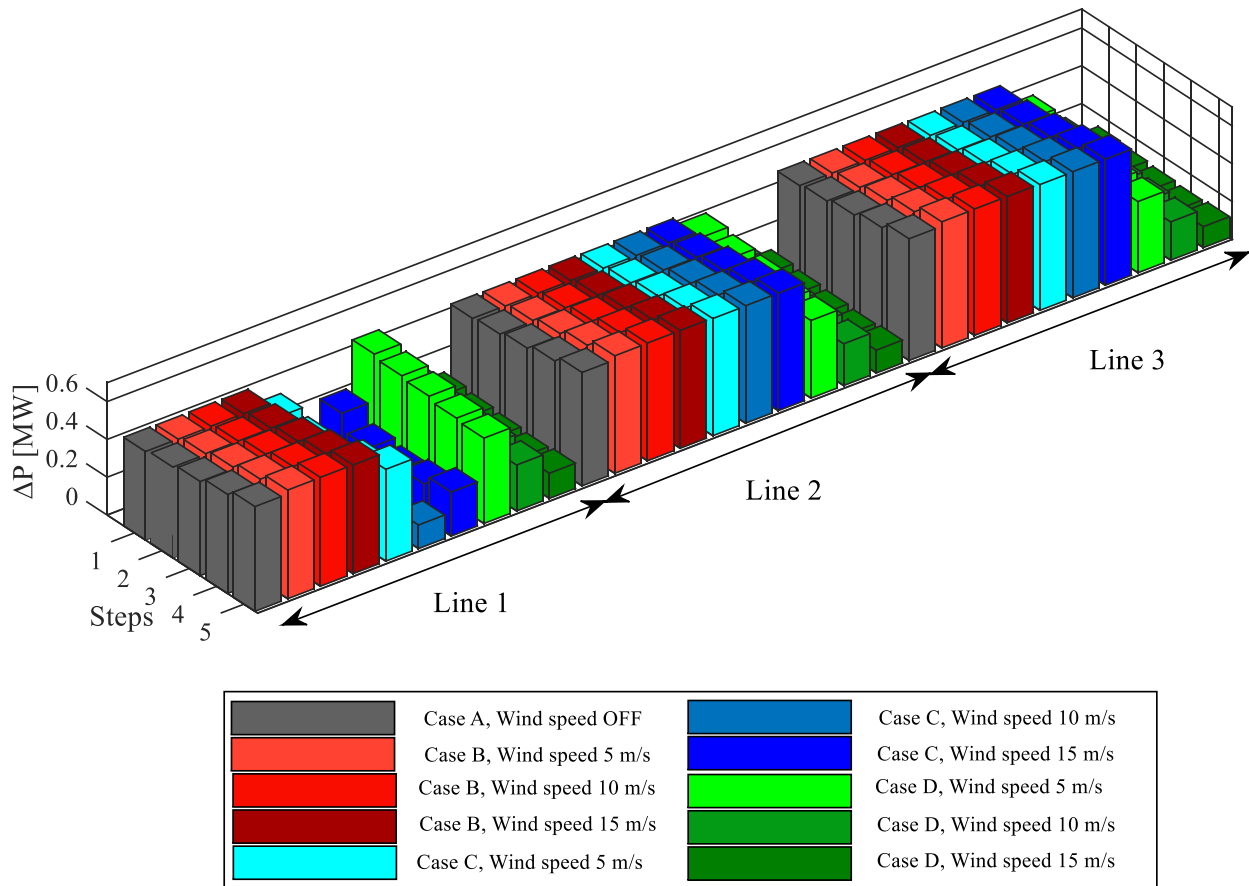 0.6
0.4
0.2
0
ΔP [MW]
1
2
3
4
5
Steps
Line 1
Line 2
Line 3
Case A, Wind speed OFF
Case B, Wind speed 5 m/s
Case B, Wind speed 10 m/s
Case B, Wind speed 15 m/s
Case C, Wind speed 5 m/s
Case C, Wind speed 10 m/s
Case C, Wind speed 15 m/s
Case D, Wind speed 5 m/s
Case D, Wind speed 10 m/s
Case D, Wind speed 15 m/s